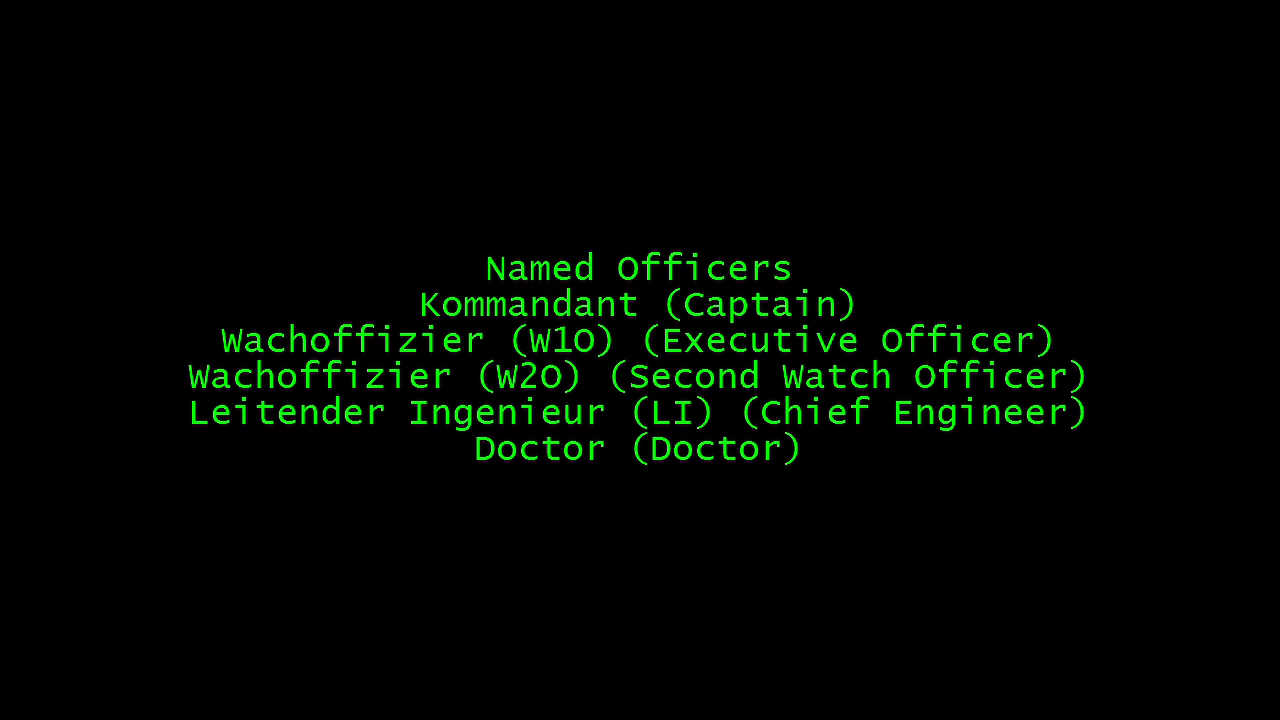 Named Officers
Kommandant (Captain)
Wachoffizier (W1O) (Executive Officer)
Wachoffizier (W2O) (Second Watch Officer)
Leitender Ingenieur (LI) (Chief Engineer)
Doctor (Doctor)